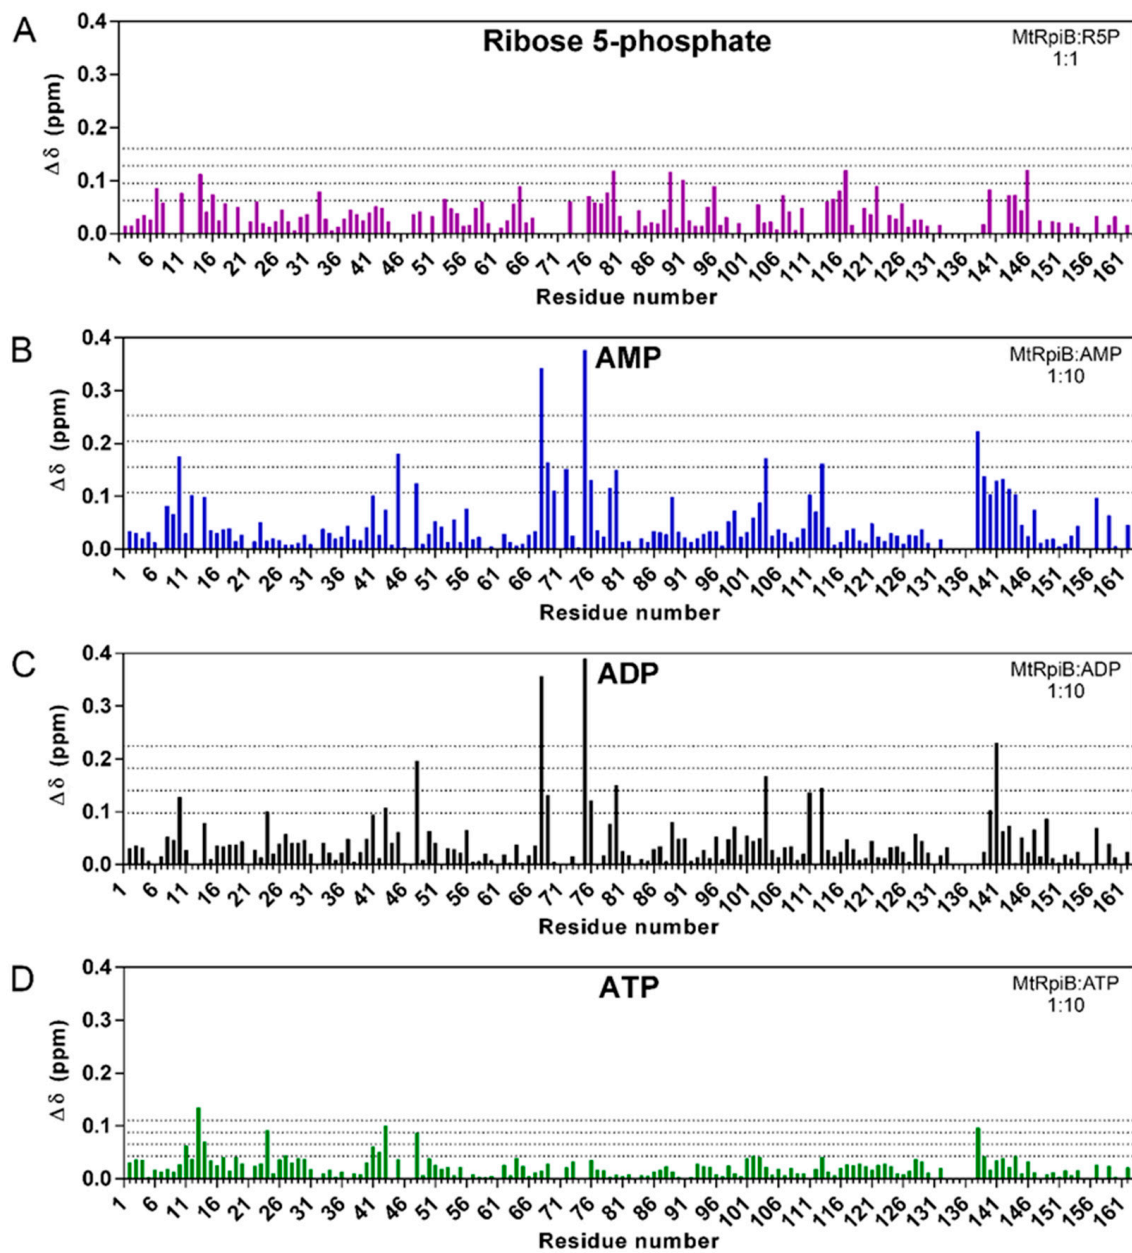 A
Ribose 5-phosphate
MtRpiB:R5P
1:1
Δδ (ppm)
0.4
0.3
0.2
0.1
0.0
1 6 11 16 21 26 31 36 41 46 51 56 61 66 71 76 81 86 91 96 101 106 111 116 121 126 131 136 141 146 151 156 161
Residue number
B
AMP
MtRpiB:AMP
1:10
Δδ (ppm)
0.4
0.3
0.2
0.1
0.0
1 6 11 16 21 26 31 36 41 46 51 56 61 66 71 76 81 86 91 96 101 106 111 116 121 126 131 136 141 146 151 156 161
Residue number
C
ADP
MtRpiB:ADP
1:10
Δδ (ppm)
0.4
0.3
0.2
0.1
0.0
1 6 11 16 21 26 31 36 41 46 51 56 61 66 71 76 81 86 91 96 101 106 111 116 121 126 131 136 141 146 151 156 161
Residue number
D
ATP
MtRpiB:ATP
1:10
Δδ (ppm)
0.4
0.3
0.2
0.1
0.0
1 6 11 16 21 26 31 36 41 46 51 56 61 66 71 76 81 86 91 96 101 106 111 116 121 126 131 136 141 146 151 156 161
Residue number